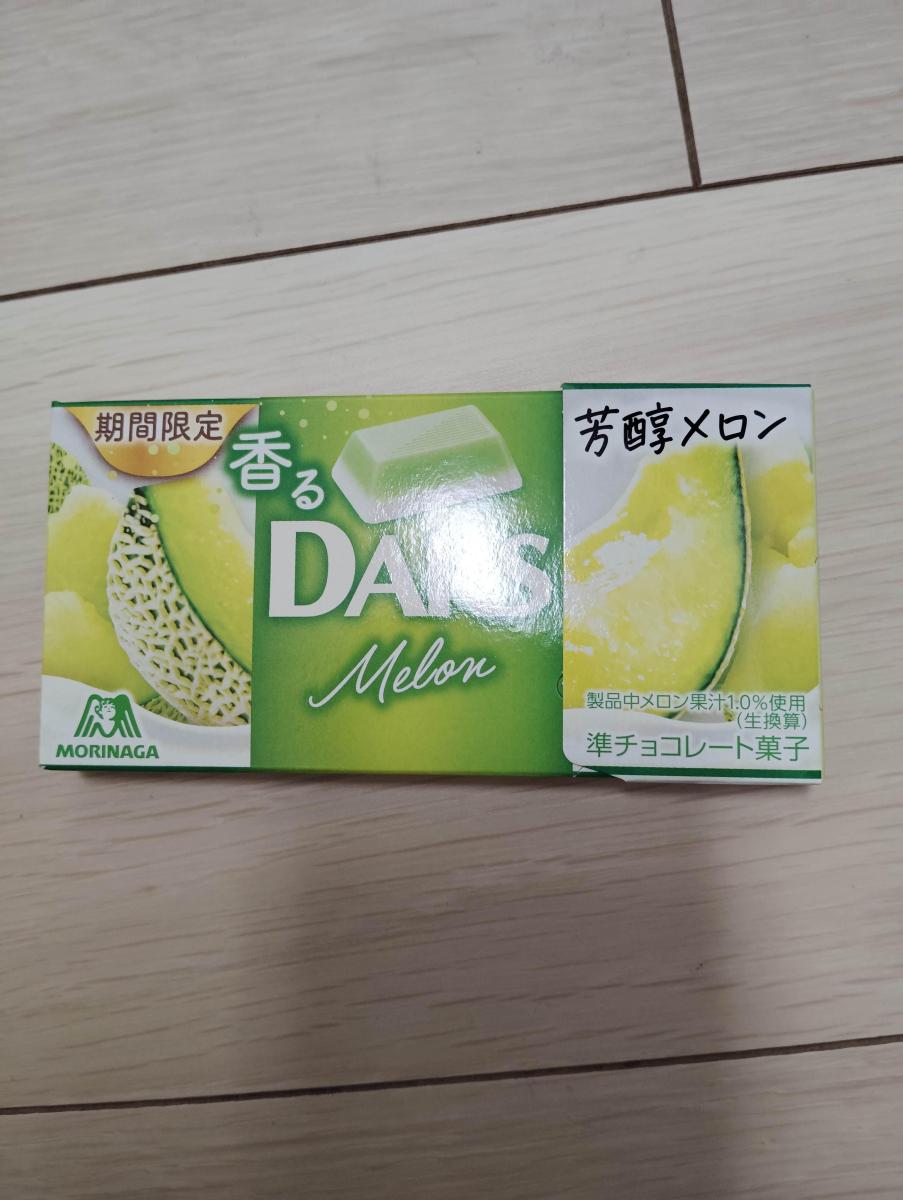 期間限定
香る
DARS
Melon
MORINAGA
芳醇メロン
製品中メロン果汁1.0%使用
(生換算)
準チョコレート菓子